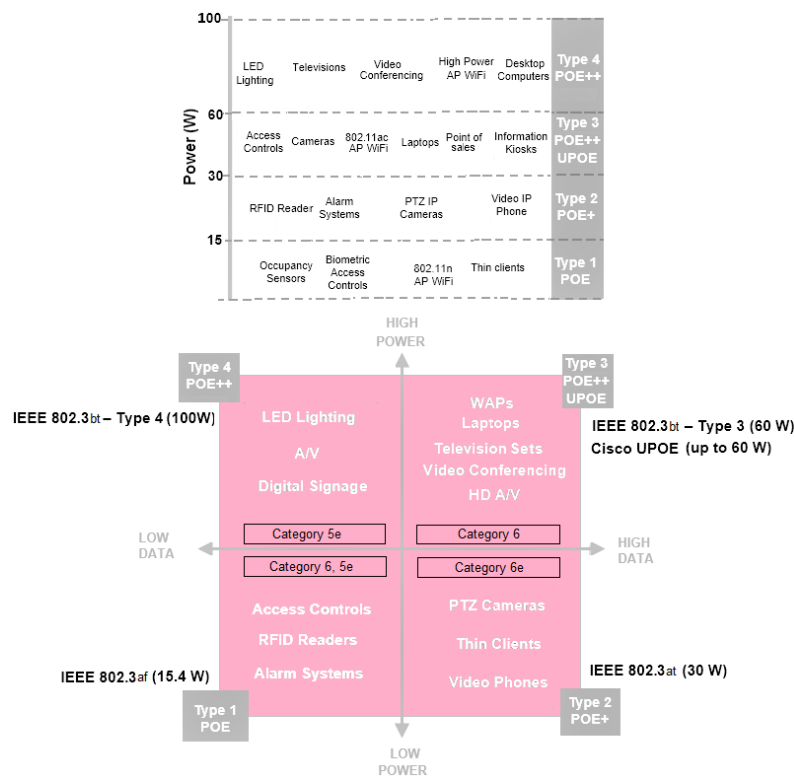 100
Power (W)
LED
Lighting
Televisions
Video
Conferencing
High Power
AP WiFi
Desktop
Computers
Type 4
POE++
60
Access
Controls
Cameras
802.11ac
AP WiFi
Laptops
Point of
sales
Information
Kiosks
Type 3
POE++
UPOE
30
RFID Reader
Alarm
Systems
PTZ IP
Cameras
Video IP
Phone
Type 2
POE+
15
Occupancy
Sensors
Biometric
Access
Controls
802.11n
AP WiFi
Thin clients
Type 1
POE
HIGH
POWER
Type 4
POE++
Type 3
POE++
UPOE
IEEE 802.3bt – Type 4 (100W)
LED Lighting
A/V
Digital Signage
WAPs
Laptops
Television Sets
Video Conferencing
HD A/V
IEEE 802.3bt – Type 3 (60 W)
Cisco UPOE (up to 60 W)
Category 5e
Category 6
LOW
DATA
HIGH
DATA
Category 6, 5e
Category 6e
Access Controls
RFID Readers
Alarm Systems
PTZ Cameras
Thin Clients
Video Phones
IEEE 802.3af (15.4 W)
IEEE 802.3at (30 W)
Type 1
POE
Type 2
POE+
LOW
POWER